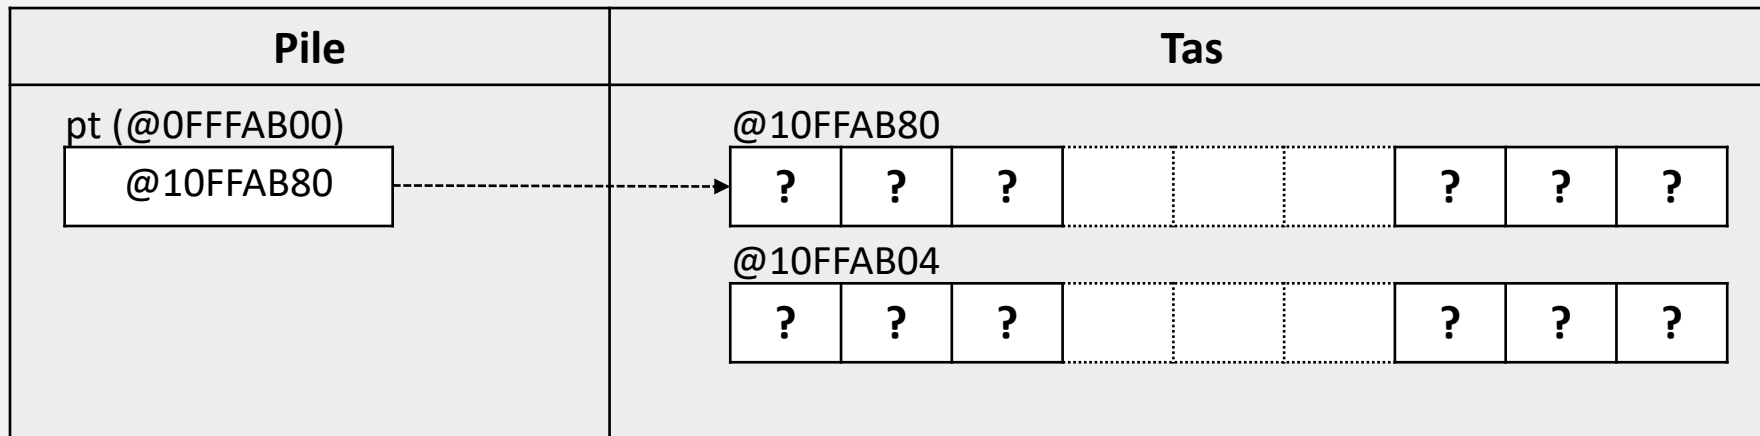 Pile Tas
pt (@0FFFAB00) @10FFAB80
@10FFAB80 ? ? ? ? ? ?
@10FFAB04
? ? ? ? ? ?